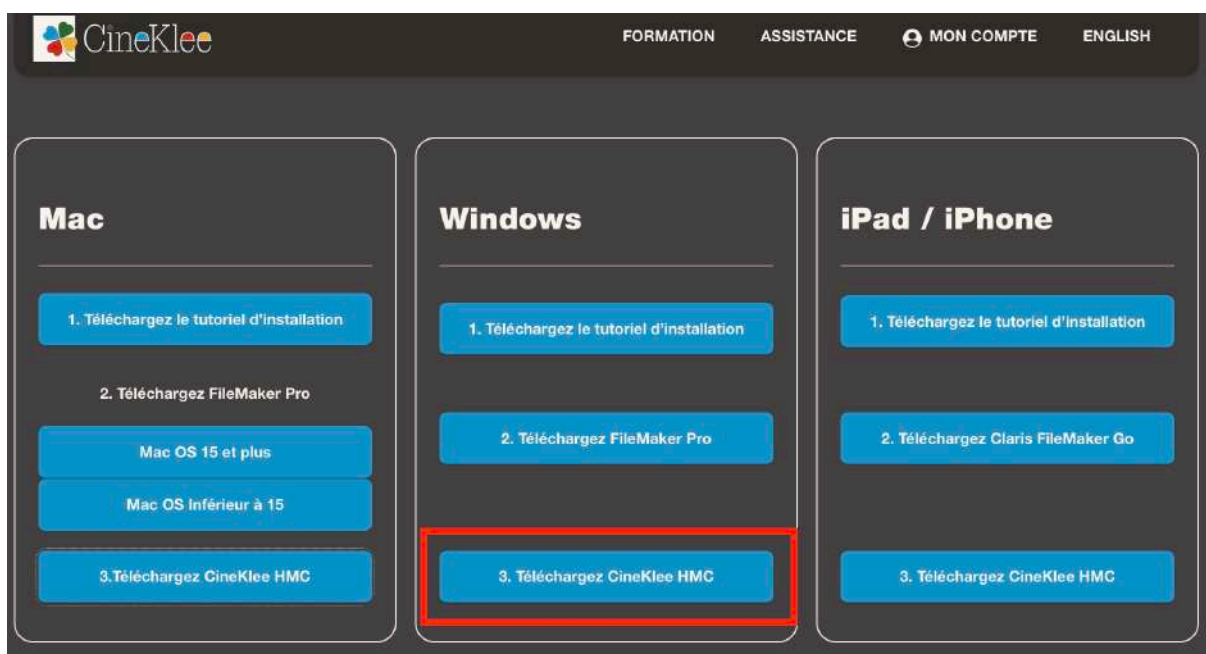 CineKlee
FORMATION
ASSISTANCE
MON COMPTE
ENGLISH
Mac
1. Téléchargez le tutoriel d'installation
2. Téléchargez FileMaker Pro
Mac OS 15 et plus
Mac OS Inférieur à 15
3.Téléchargez CineKlee HMC
Windows
1. Téléchargez le tutoriel d'installation
2. Téléchargez FileMaker Pro
3. Téléchargez CineKlee HMC
iPad / iPhone
1. Téléchargez le tutoriel d'installation
2. Téléchargez Claris FileMaker Go
3. Téléchargez CineKlee HMC